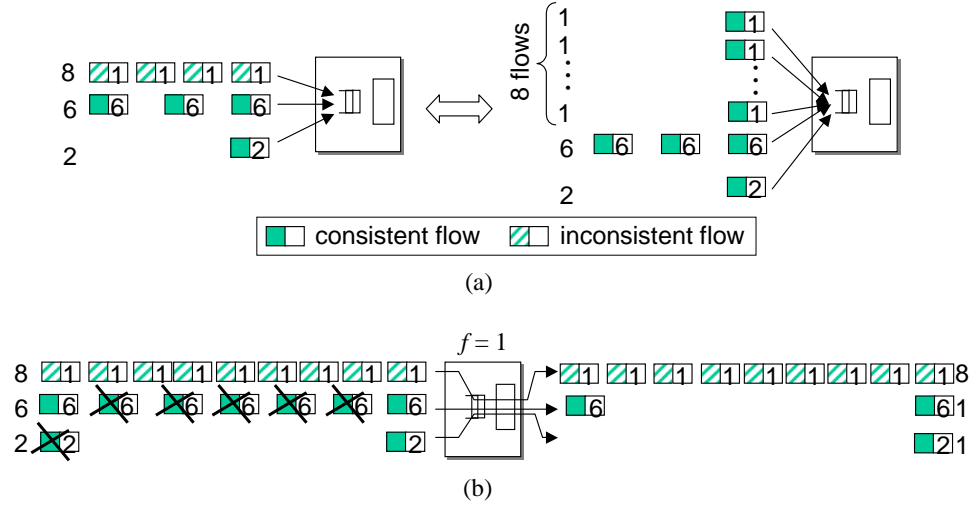 8 1 1 1 1
6 6 6 6
2 2
8 flows
1 1
1 1
1 1
6 6 6 6
2 2
consistent flow inconsistent flow
(a)
f = 1
8 1 1 1 1 1 1 1 1 1 1 1 1 1 1 1 1 1 1 8
6 6 6 6 6 6 6 6 6 6 1
2 2 2 2 1
(b)